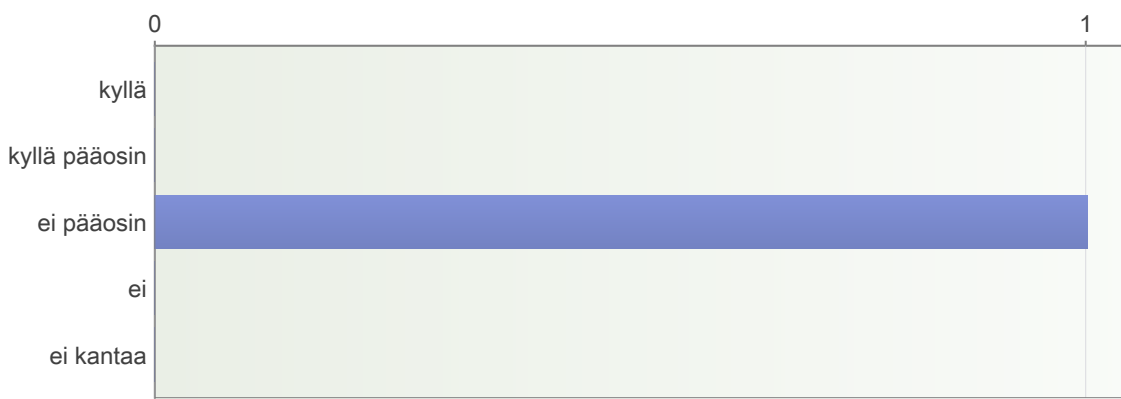 0 1
kyllä
kyllä pääosin
ei pääosin
ei
ei kantaa